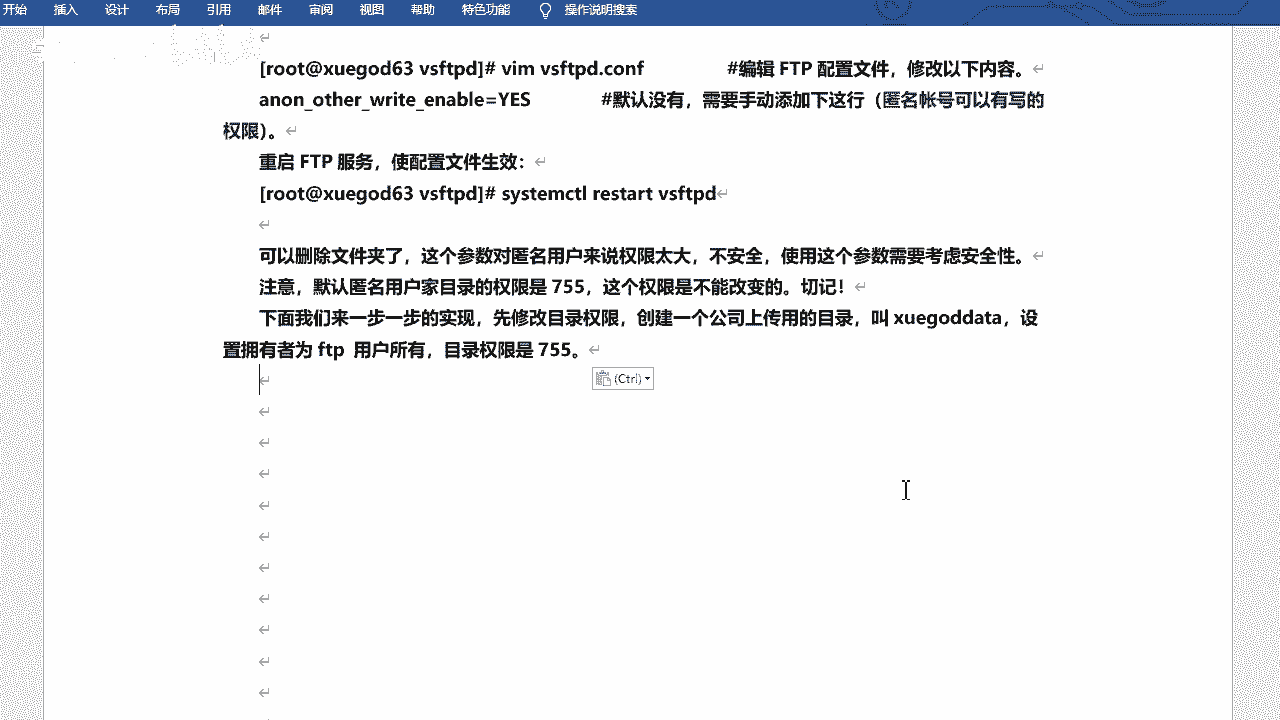 开始 插入 设计 布局 引用 邮件 审阅 视图 帮助 特色功能 操作说明搜索
[root@xuegod63 vsftpd]# vim vsftpd.conf #编辑 FTP 配置文件，修改以下内容。
anon_other_write_enable=YES #默认没有，需要手动添加下这行（匿名帐号可以有写的
权限）。
重启 FTP 服务，使配置文件生效：
[root@xuegod63 vsftpd]# systemctl restart vsftpd
可以删除文件夹了，这个参数对匿名用户来说权限太大，不安全，使用这个参数需要考虑安全性。
注意，默认匿名用户家目录的权限是 755，这个权限是不能改变的。切记！
下面我们来一步一步的实现，先修改目录权限，创建一个公司上传用的目录，叫 xuegoddata，设
置拥有者为 ftp 用户所有，目录权限是 755。
(Ctrl)